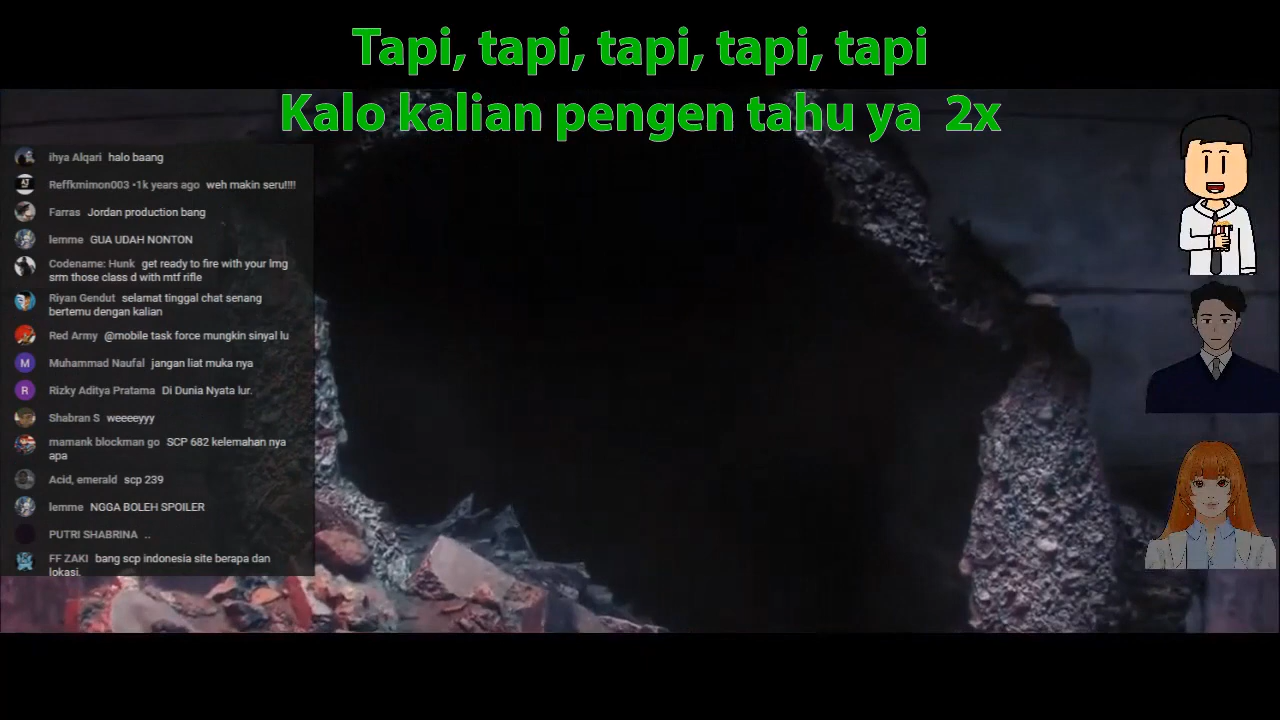 Tapi, tapi, tapi, tapi, tapi
Kalo kalian pengen tahu ya 2x
ihya Alqari halo baang
Reffkmimon003 •1k years ago weh makin seru!!!!
Farras Jordan production bang
lemme GUA UDAH NONTON
Codename: Hunk get ready to fire with your lmg
srm those class d with mtf rifle
Riyan Gendut selamat tinggal chat senang
bertemu dengan kalian
Red Army @mobile task force mungkin sinyal lu
M Muhammad Naufal jangan liat muka nya
R Rizky Aditya Pratama Di Dunia Nyata lur.
Shabran S weeeeyyy
mamank blockman go SCP 682 kelemahan nya
apa
Acid, emerald scp 239
lemme NGGA BOLEH SPOILER
PUTRI SHABRINA ..
FF ZAKI bang scp indonesia site berapa dan
lokasi.